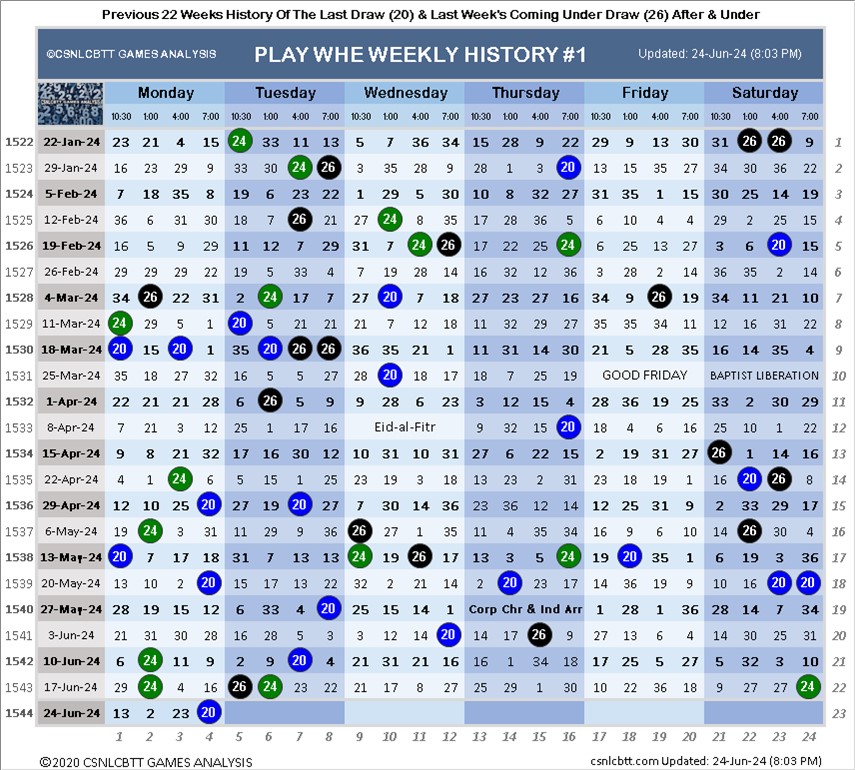 Previous 22 Weeks History Of The Last Draw (20) & Last Week's Coming Under Draw (26) After & Under
©CSNLCBTT GAMES ANALYSIS PLAY WHE WEEKLY HISTORY #1 Updated: 24-Jun-24 (8:03 PM)
CSNLCBTT GAMES ANALYSIS Monday Tuesday Wednesday Thursday Friday Saturday
10:30 1:00 4:00 7:00 10:30 1:00 4:00 7:00 10:30 1:00 4:00 7:00 10:30 1:00 4:00 7:00 10:30 1:00 4:00 7:00 10:30 1:00 4:00 7:00
1522 22-Jan-24 23 21 4 15 24 33 11 13 5 7 36 34 15 28 9 22 29 9 13 30 31 26 26 9 1
1523 29-Jan-24 16 23 29 9 33 30 24 26 3 35 28 9 28 1 3 20 13 15 35 27 34 30 36 22 2
1524 5-Feb-24 7 18 35 8 19 6 23 22 1 29 5 30 10 8 32 27 31 35 1 15 30 25 14 19 3
1525 12-Feb-24 36 6 31 30 18 7 26 21 27 24 8 35 17 28 36 5 6 10 4 4 29 2 25 15 4
1526 19-Feb-24 16 5 9 29 11 12 7 29 31 7 24 26 17 22 25 24 6 25 13 27 3 6 20 15 5
1527 26-Feb-24 29 29 29 22 19 5 33 4 7 19 28 14 16 32 12 36 3 28 2 14 36 35 2 14 6
1528 4-Mar-24 34 26 22 31 2 24 17 7 27 20 7 18 27 23 27 16 34 9 26 19 34 11 21 10 7
1529 11-Mar-24 24 29 5 1 20 5 21 21 21 7 12 18 11 32 29 27 35 35 34 11 12 16 31 22 8
1530 18-Mar-24 20 15 20 1 35 20 26 26 36 35 21 1 11 31 14 30 21 5 28 35 16 14 35 4 9
1531 25-Mar-24 35 18 27 32 16 5 5 27 28 20 18 17 18 7 25 19 GOOD FRIDAY BAPTIST LIBERATION 10
1532 1-Apr-24 22 21 21 28 6 26 5 9 9 28 6 23 3 12 15 4 28 36 19 25 33 2 30 29 11
1533 8-Apr-24 7 21 3 12 25 1 17 16 Eid-al-Fitr 9 32 15 20 18 4 6 16 25 10 1 22 12
1534 15-Apr-24 9 8 21 32 17 16 30 12 10 31 10 31 27 6 22 15 2 19 31 27 26 1 14 16 13
1535 22-Apr-24 3 4 24 6 5 15 1 25 23 19 3 18 30 2 21 7 33 18 19 1 16 20 26 8 14
1536 29-Apr-24 12 10 25 20 27 19 20 27 7 30 14 36 23 36 12 14 12 25 31 9 2 33 29 17 15
1537 6-May-24 19 24 3 3 11 29 9 36 26 27 35 11 4 35 34 16 9 6 10 15 26 30 4 16
1538 13-May-24 20 7 17 18 31 7 13 13 24 19 26 17 13 3 5 24 18 20 35 1 6 19 3 36 17
1539 20-May-24 13 10 2 20 15 17 13 22 32 2 21 14 2 20 23 17 14 36 19 9 10 16 20 20 18
1540 27-May-24 28 19 15 12 6 33 4 20 25 15 14 1 Corp Chr & Ind Arr 1 28 1 36 28 14 7 34 19
1541 3-Jun-24 21 31 30 28 16 28 5 3 3 12 14 20 14 17 26 9 27 13 6 4 14 30 25 31 20
1542 10-Jun-24 6 24 11 9 2 9 20 4 21 31 21 16 16 1 34 18 17 25 5 27 5 32 3 10 21
1543 17-Jun-24 29 24 4 16 26 24 23 22 21 17 8 27 25 29 1 30 10 22 36 18 9 27 27 24 22
1544 24-Jun-24 13 2 23 20 23
1 2 3 4 5 6 7 8 9 10 11 12 13 14 15 16 17 18 19 20 21 22 23 24
©2020 CSNLCBTT GAMES ANALYSIS csnlcbtt.com Updated: 24-Jun-24 (8:03 PM)